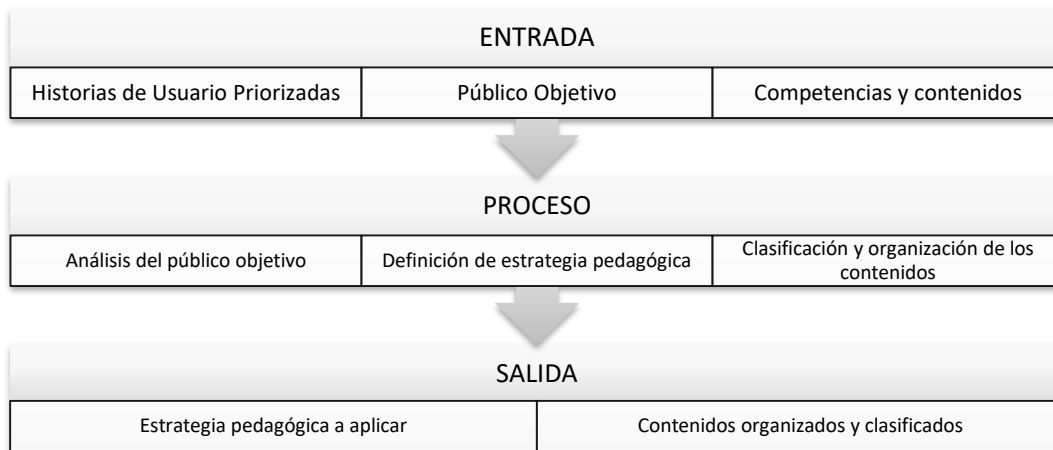 ENTRADA
Historias de Usuario Priorizadas
Público Objetivo
Competencias y contenidos
PROCESO
Análisis del público objetivo
Definición de estrategia pedagógica
Clasificación y organización de los
contenidos
SALIDA
Estrategia pedagógica a aplicar
Contenidos organizados y clasificados